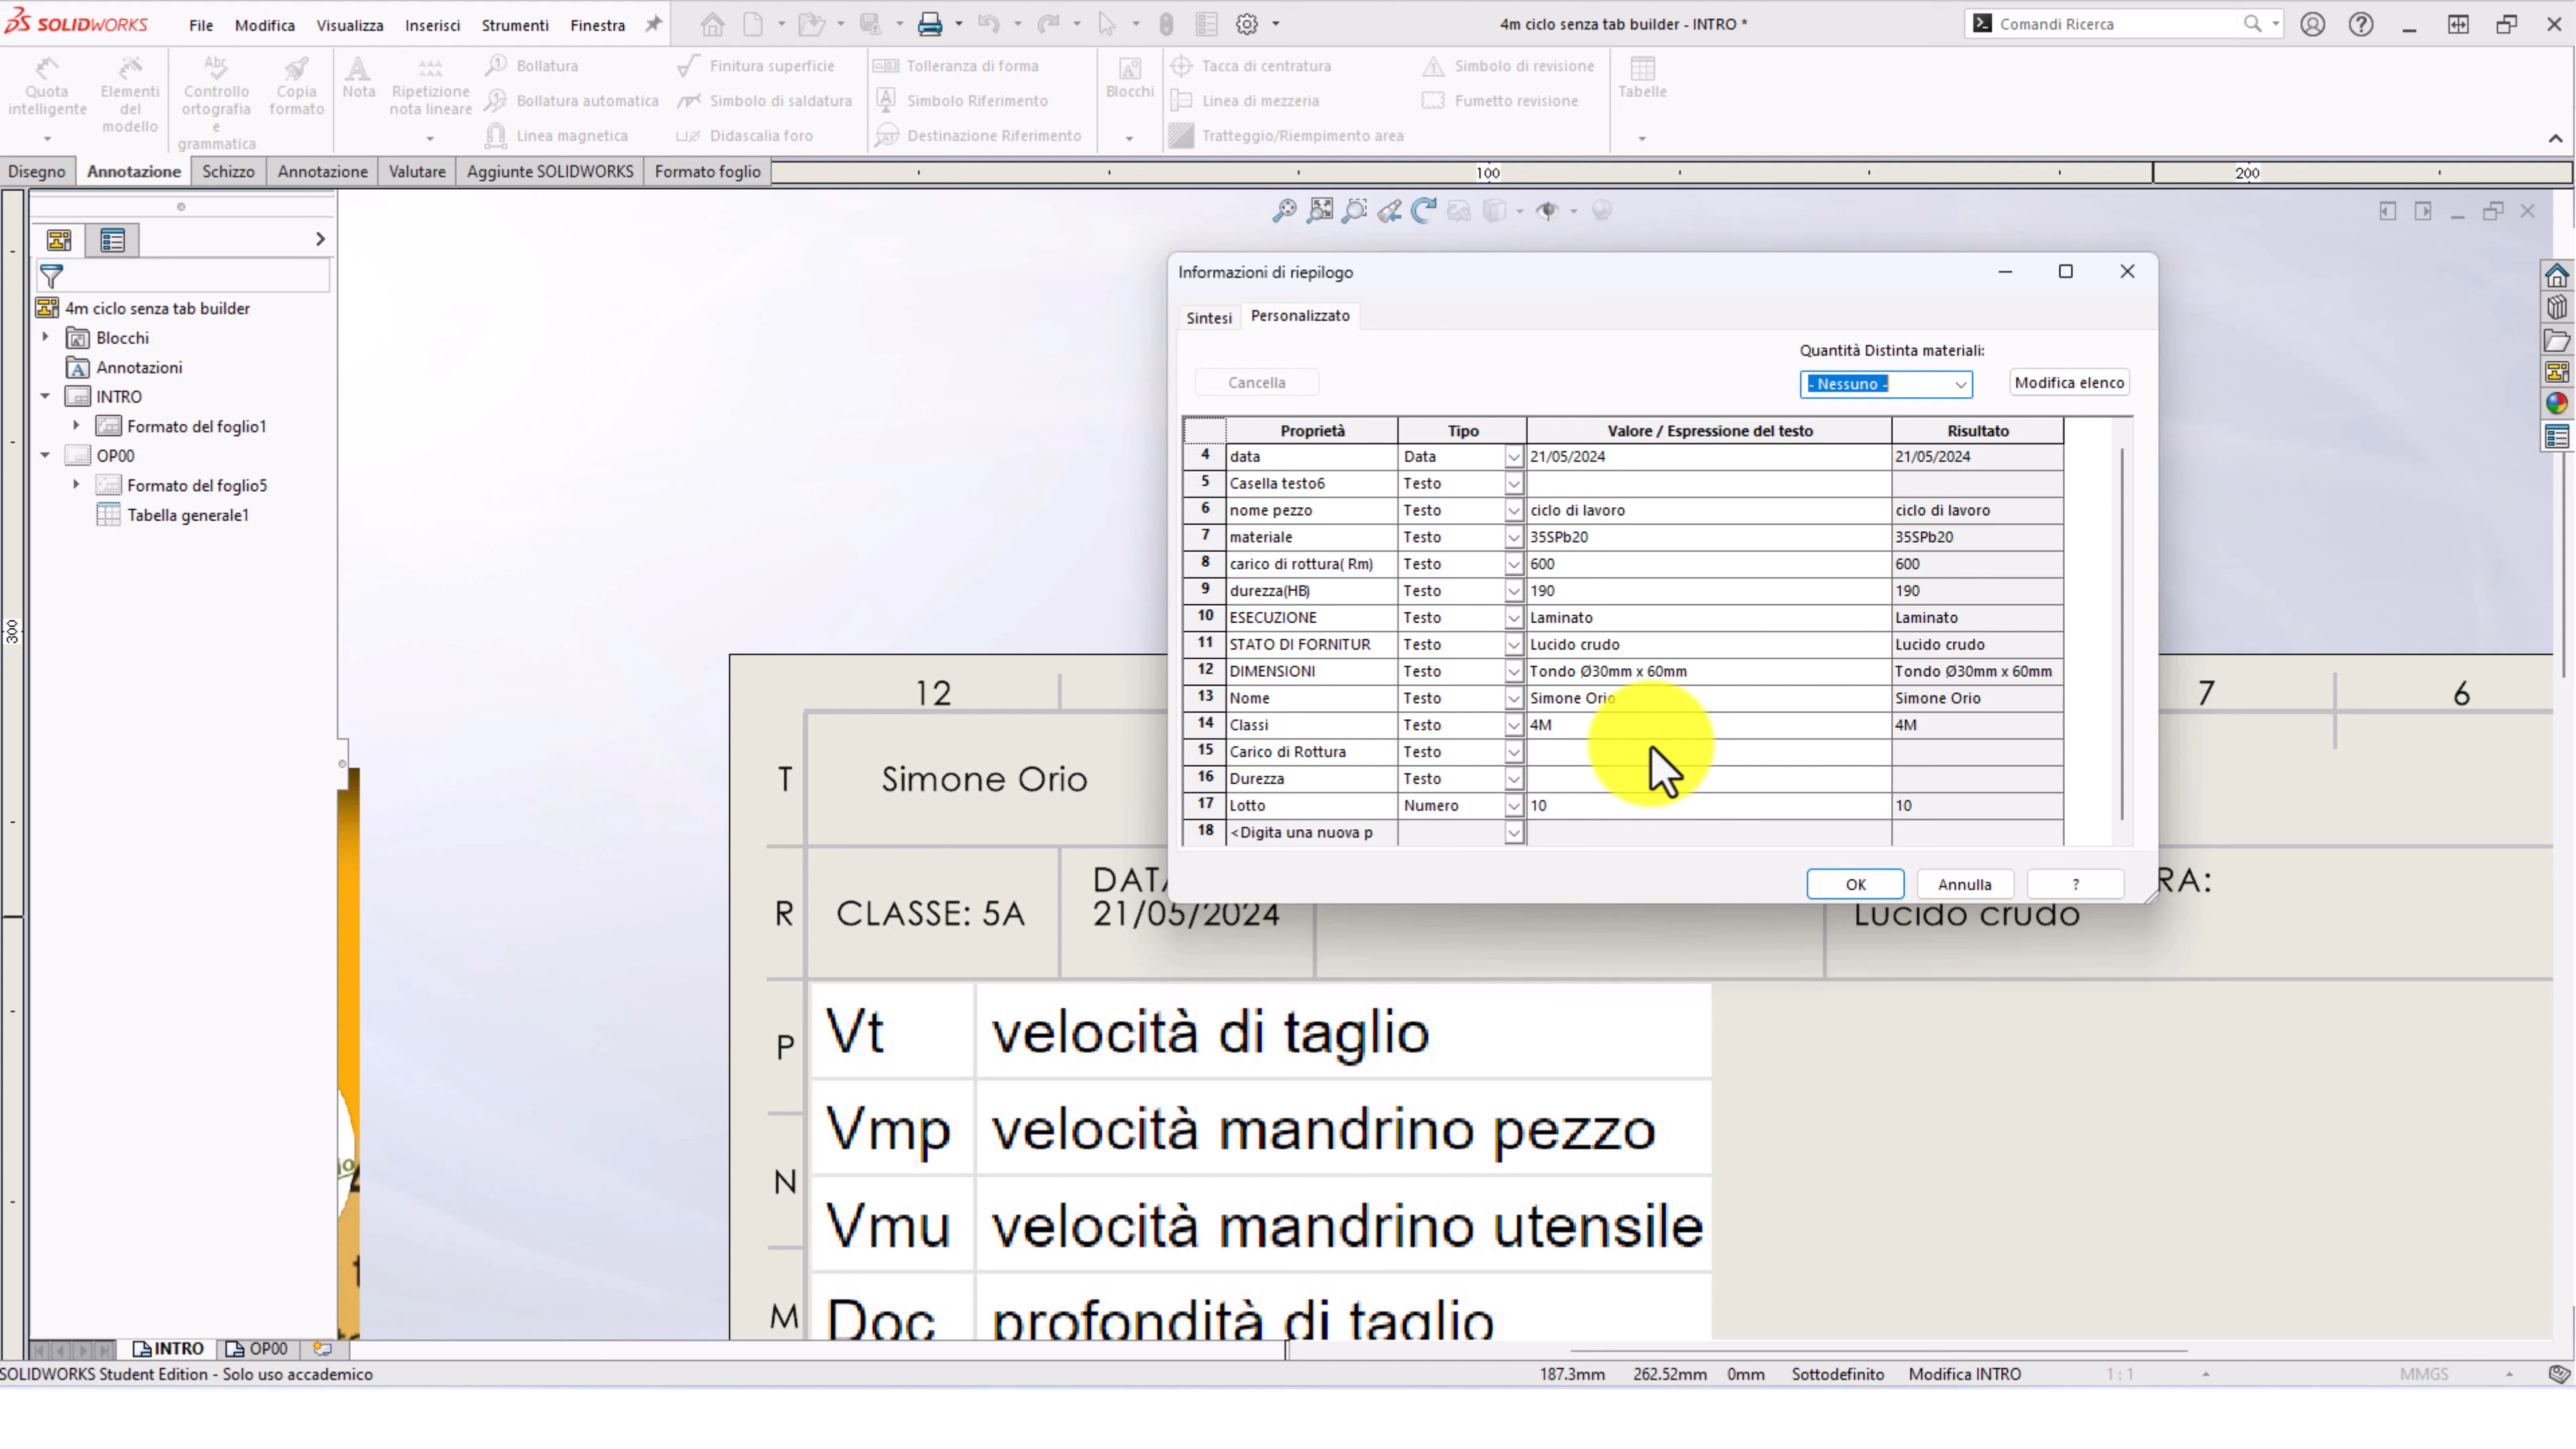 SOLIDWORKS File Modifica Visualizza Inserisci Strumenti Finestra 4m ciclo senza tab builder - INTRO * Comandi Ricerca
Quota intelligente
Elementi del modello
Controllo ortografia e grammatica
Copia formato
Nota
Ripetizione nota lineare
Bollatura
Bollatura automatica
Linea magnetica
Finitura superficie
Simbolo di saldatura
Didascalia foro
Tolleranza di forma
Simbolo Riferimento
Destinazione Riferimento
Blocchi
Tacca di centratura
Linea di mezzeria
Tratteggio/Riempimento area
Simbolo di revisione
Fumetto revisione
Tabelle
Disegno Annotazione Schizzo Annotazione Valutare Aggiunte SOLIDWORKS Formato foglio 100 200
4m ciclo senza tab builder
Blocchi
Annotazioni
INTRO
Formato del foglio1
OP00
Formato del foglio5
Tabella generale1
300
Informazioni di riepilogo
Sintesi Personalizzato
Quantità Distinta materiali:
Cancella - Nessuno - Modifica elenco
Proprietà Tipo Valore / Espressione del testo Risultato
4 data Data 21/05/2024 21/05/2024
5 Casella testo6 Testo
6 nome pezzo Testo ciclo di lavoro ciclo di lavoro
7 materiale Testo 35SPb20 35SPb20
8 carico di rottura( Rm) Testo 600 600
9 durezza(HB) Testo 190 190
10 ESECUZIONE Testo Laminato Laminato
11 STATO DI FORNITUR Testo Lucido crudo Lucido crudo
12 DIMENSIONI Testo Tondo Ø30mm x 60mm Tondo Ø30mm x 60mm
13 Nome Testo Simone Orio Simone Orio
14 Classi Testo 4M 4M
15 Carico di Rottura Testo
16 Durezza Testo
17 Lotto Numero 10 10
18 <Digita una nuova p
OK Annulla ?
12 7 6
T Simone Orio
DATA RA:
R CLASSE: 5A 21/05/2024 Lucido crudo
P Vt velocità di taglio
Vmp velocità mandrino pezzo
N
Vmu velocità mandrino utensile
M Doc profondità di taglio
INTRO OP00
SOLIDWORKS Student Edition - Solo uso accademico 187.3mm 262.52mm 0mm Sottodefinito Modifica INTRO 1:1 MMGS